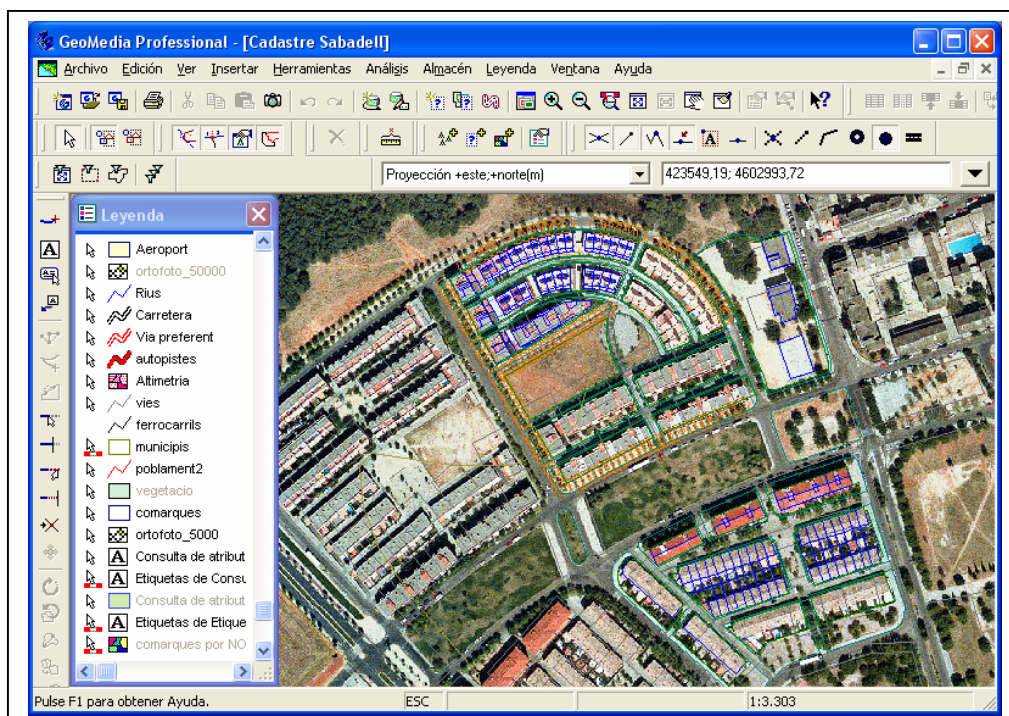 GeoMedia Professional - [Cadastre Sabadell]
Archivo Edición Ver Insertar Herramientas Análisis Almacén Leyenda Ventana Ayuda
Proyección +este;+norte(m) 423549,19; 4602993,72
Leyenda
Aeroport
ortofoto_50000
Rius
Carretera
Via preferent
autopistes
Altimetria
vies
ferrocarrils
municipis
poblament2
vegetacio
comarques
ortofoto_5000
Consulta de atribut
Etiquetas de Consu
Consulta de atribut
Etiquetas de Etique
comarques por NO
Pulse F1 para obtener Ayuda. ESC 1:3.303